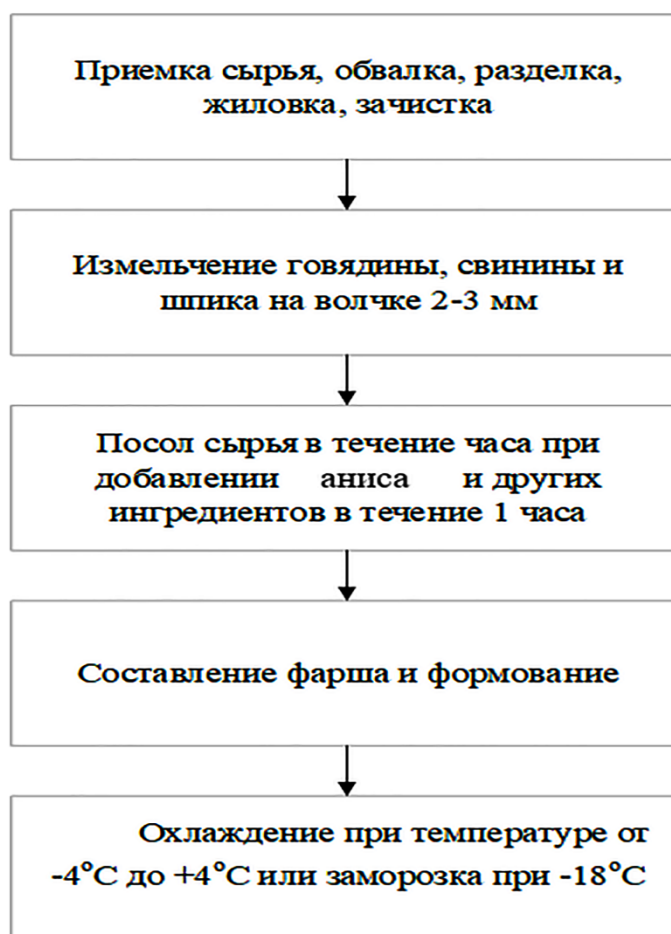 Приемка сырья, обвалка, разделка,
жиловка, зачистка
Измельчение говядины, свинины и
шпика на волчке 2-3 мм
Посол сырья в течение часа при
добавлении аниса и других
ингредиентов в течение 1 часа
Составление фарша и формование
Охлаждение при температуре от
-4°C до +4°C или заморозка при -18°C